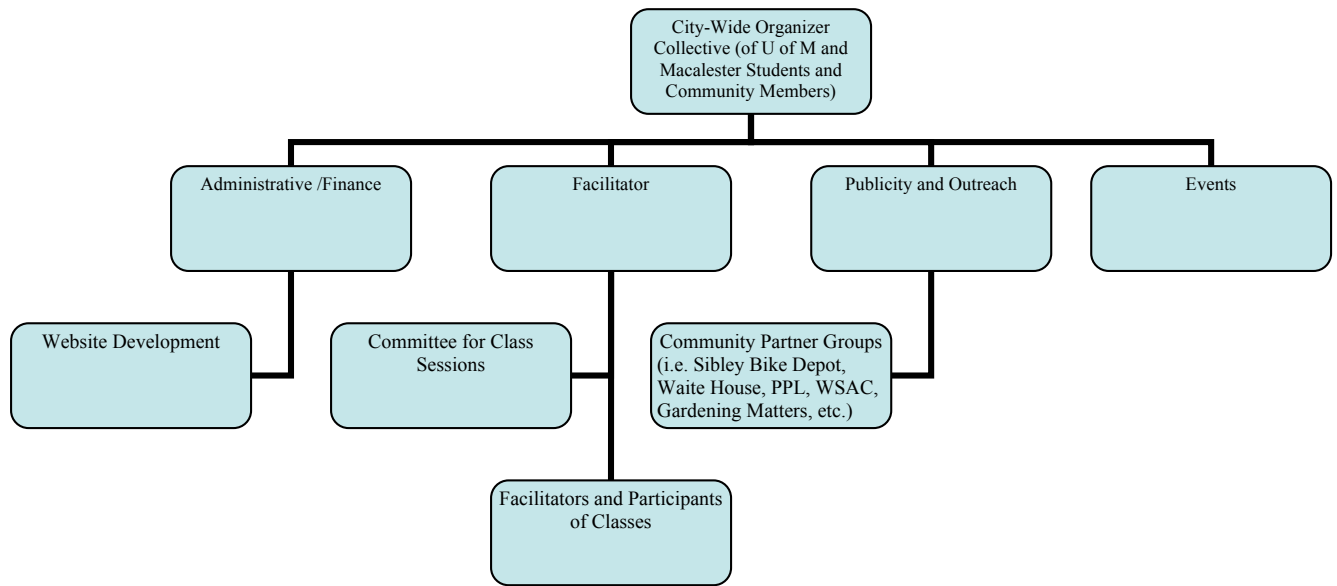 City-Wide Organizer
Collective (of U of M and
Macalester Students and
Community Members)
Administrative /Finance
Facilitator
Publicity and Outreach
Events
Website Development
Committee for Class
Sessions
Community Partner Groups
(i.e. Sibley Bike Depot,
Waite House, PPL, WSAC,
Gardening Matters, etc.)
Facilitators and Participants
of Classes